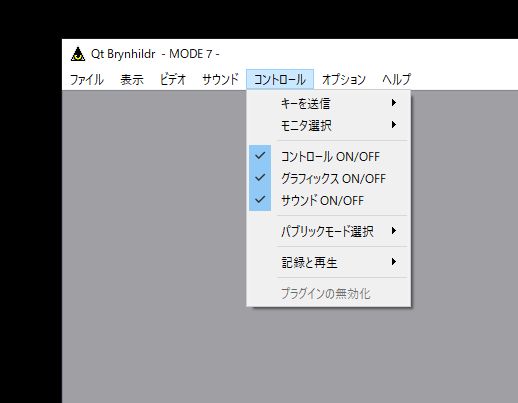 Qt Brynhildr - MODE 7 -
ファイル 表示 ビデオ サウンド コントロール オプション ヘルプ
キーを送信
モニタ選択
コントロール ON/OFF
グラフィックス ON/OFF
サウンド ON/OFF
パブリックモード選択
記録と再生
プラグインの無効化